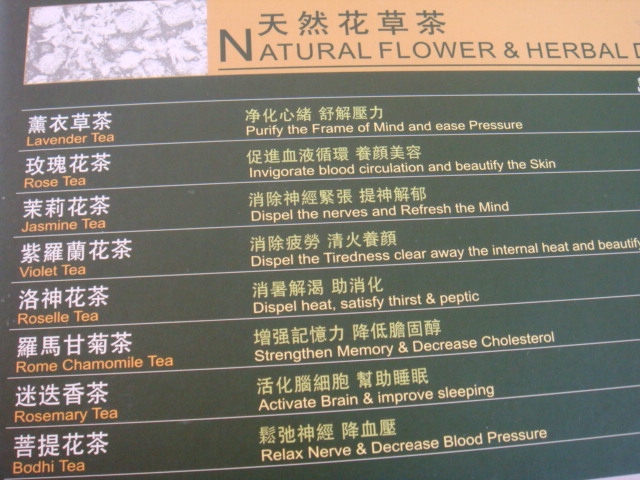 天然花草茶
NATURAL FLOWER & HERBAL
薰衣草茶 净化心緒 舒解壓力
Lavender Tea Purify the Frame of Mind and ease Pressure
玫瑰花茶 促進血液循環 養顏美容
Rose Tea Invigorate blood circulation and beautify the Skin
茉莉花茶 消除神經緊張 提神解郁
Jasmine Tea Dispel the nerves and Refresh the Mind
紫羅蘭花茶 消除疲勞 清火養顏
Violet Tea Dispel the Tiredness clear away the internal heat and beautify
洛神花茶 消暑解渴 助消化
Roselle Tea Dispel heat, satisfy thirst & peptic
羅馬甘菊茶 增强記憶力 降低膽固醇
Rome Chamomile Tea Strengthen Memory & Decrease Cholesterol
迷迭香茶 活化腦細胞 幫助睡眠
Rosemary Tea Activate Brain & improve sleeping
菩提花茶 鬆弛神經 降血壓
Bodhi Tea Relax Nerve & Decrease Blood Pressure